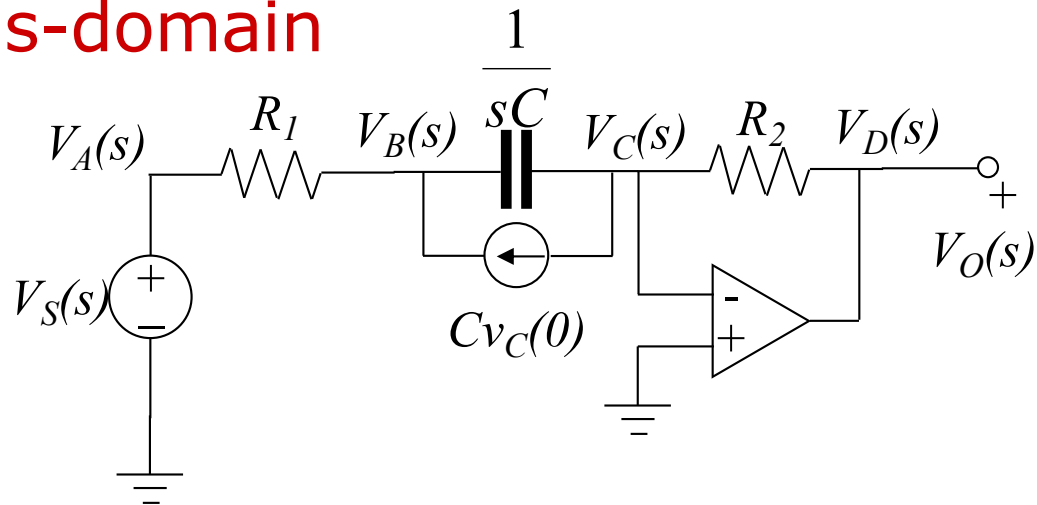 s-domain
1
sC
V_A(s)
R_1
V_B(s)
V_C(s)
R_2
V_D(s)
+
V_O(s)
+
V_S(s)
-
+
Cv_C(0)